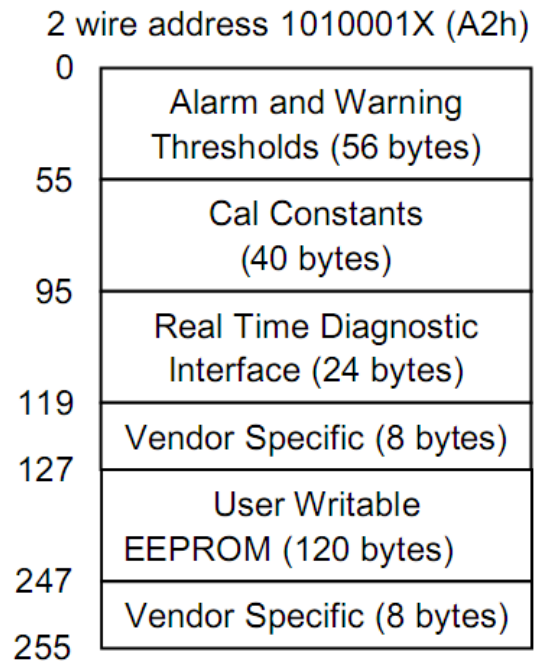 2 wire address 1010001X (A2h)
0
Alarm and Warning
Thresholds (56 bytes)
55
Cal Constants
(40 bytes)
95
Real Time Diagnostic
Interface (24 bytes)
119
Vendor Specific (8 bytes)
127
User Writable
EEPROM (120 bytes)
247
Vendor Specific (8 bytes)
255